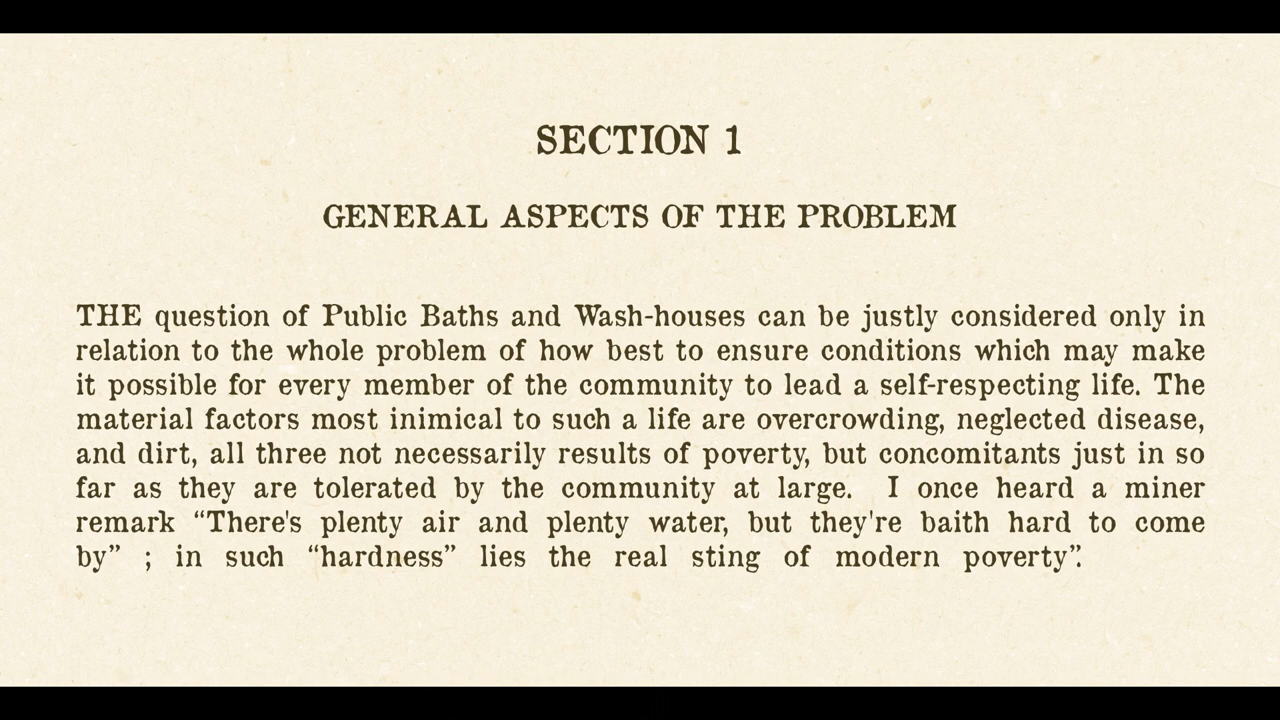 SECTION 1
GENERAL ASPECTS OF THE PROBLEM
THE question of Public Baths and Wash-houses can be justly considered only in
relation to the whole problem of how best to ensure conditions which may make
it possible for every member of the community to lead a self-respecting life. The
material factors most inimical to such a life are overcrowding, neglected disease,
and dirt, all three not necessarily results of poverty, but concomitants just in so
far as they are tolerated by the community at large. I once heard a miner
remark “There's plenty air and plenty water, but they're baith hard to come
by” ; in such “hardness” lies the real sting of modern poverty”.